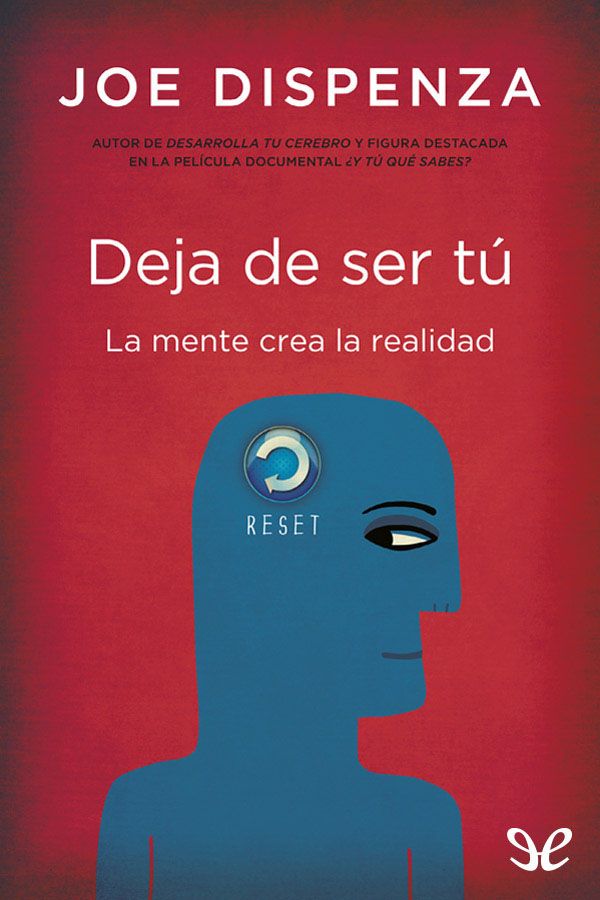 JOE DISPENZA
AUTOR DE DESARROLLA TU CEREBRO Y FIGURA DESTACADA
EN LA PELÍCULA DOCUMENTAL ¿Y TÚ QUÉ SABES?
Deja de ser tú
La mente crea la realidad
RESET